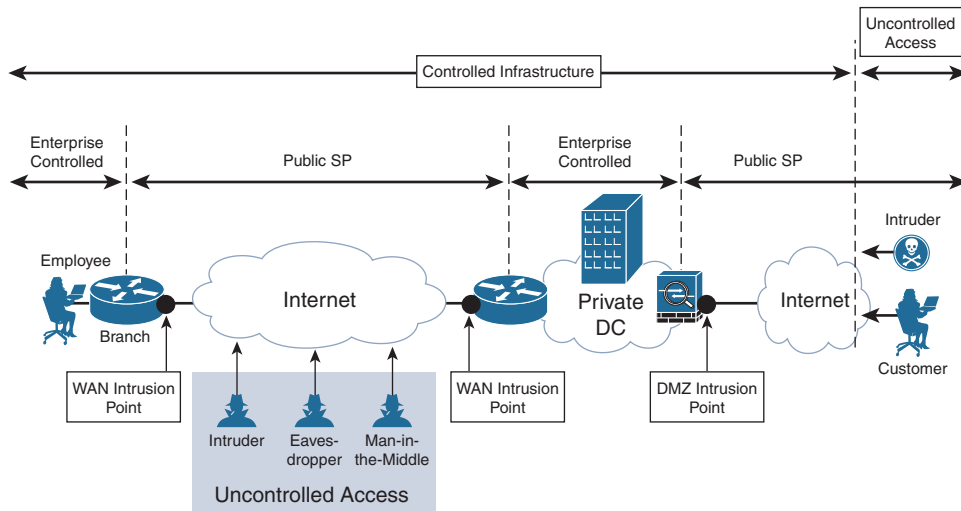 Uncontrolled
Access
Controlled Infrastructure
Enterprise
Controlled
Public SP
Enterprise
Controlled
Public SP
Intruder
Employee
Internet
Private
DC
Internet
Branch
Customer
WAN Intrusion
Point
WAN Intrusion
Point
DMZ Intrusion
Point
Intruder
Eaves-
dropper
Man-in-
the-Middle
Uncontrolled Access